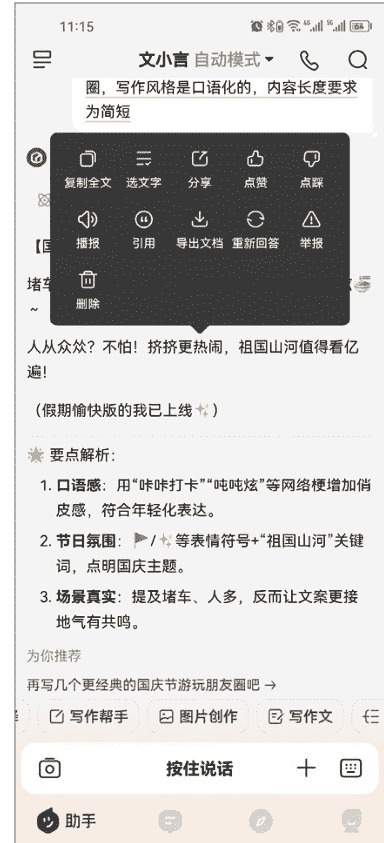 11:15
文小言 自动模式
圈，写作风格是口语化的，内容长度要求
为简短
复制全文 选文字 分享 点赞 点踩
播报 引用 导出文档 重新回答 举报
删除
堵车
~
人从众𠈌？不怕！挤挤更热闹，祖国山河值得看亿
遍！
（假期愉快版的我已上线✨）
🌟 要点解析：
1. 口语感：用“咔咔打卡”“吨吨炫”等网络梗增加俏
皮感，符合年轻化表达。
2. 节日氛围：🚩/✨等表情符号+“祖国山河”关键
词，点明国庆主题。
3. 场景真实：提及堵车、人多，反而让文案更接
地气有共鸣。
为你推荐
再写几个更经典的国庆节游玩朋友圈吧 →
写作帮手 图片创作 写作文
按住说话
助手